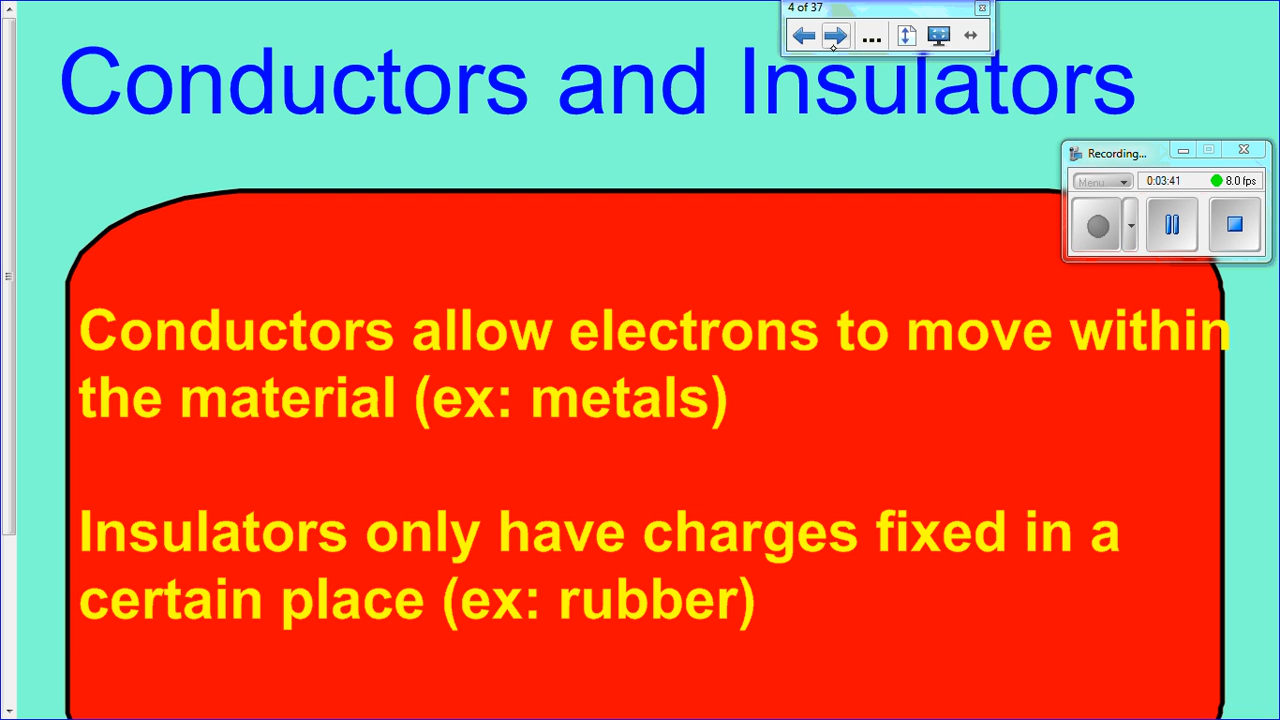 4 of 37
Conductors and Insulators
Recording...
Menu
0:03:41
8.0 fps
Conductors allow electrons to move within
the material (ex: metals)
Insulators only have charges fixed in a
certain place (ex: rubber)